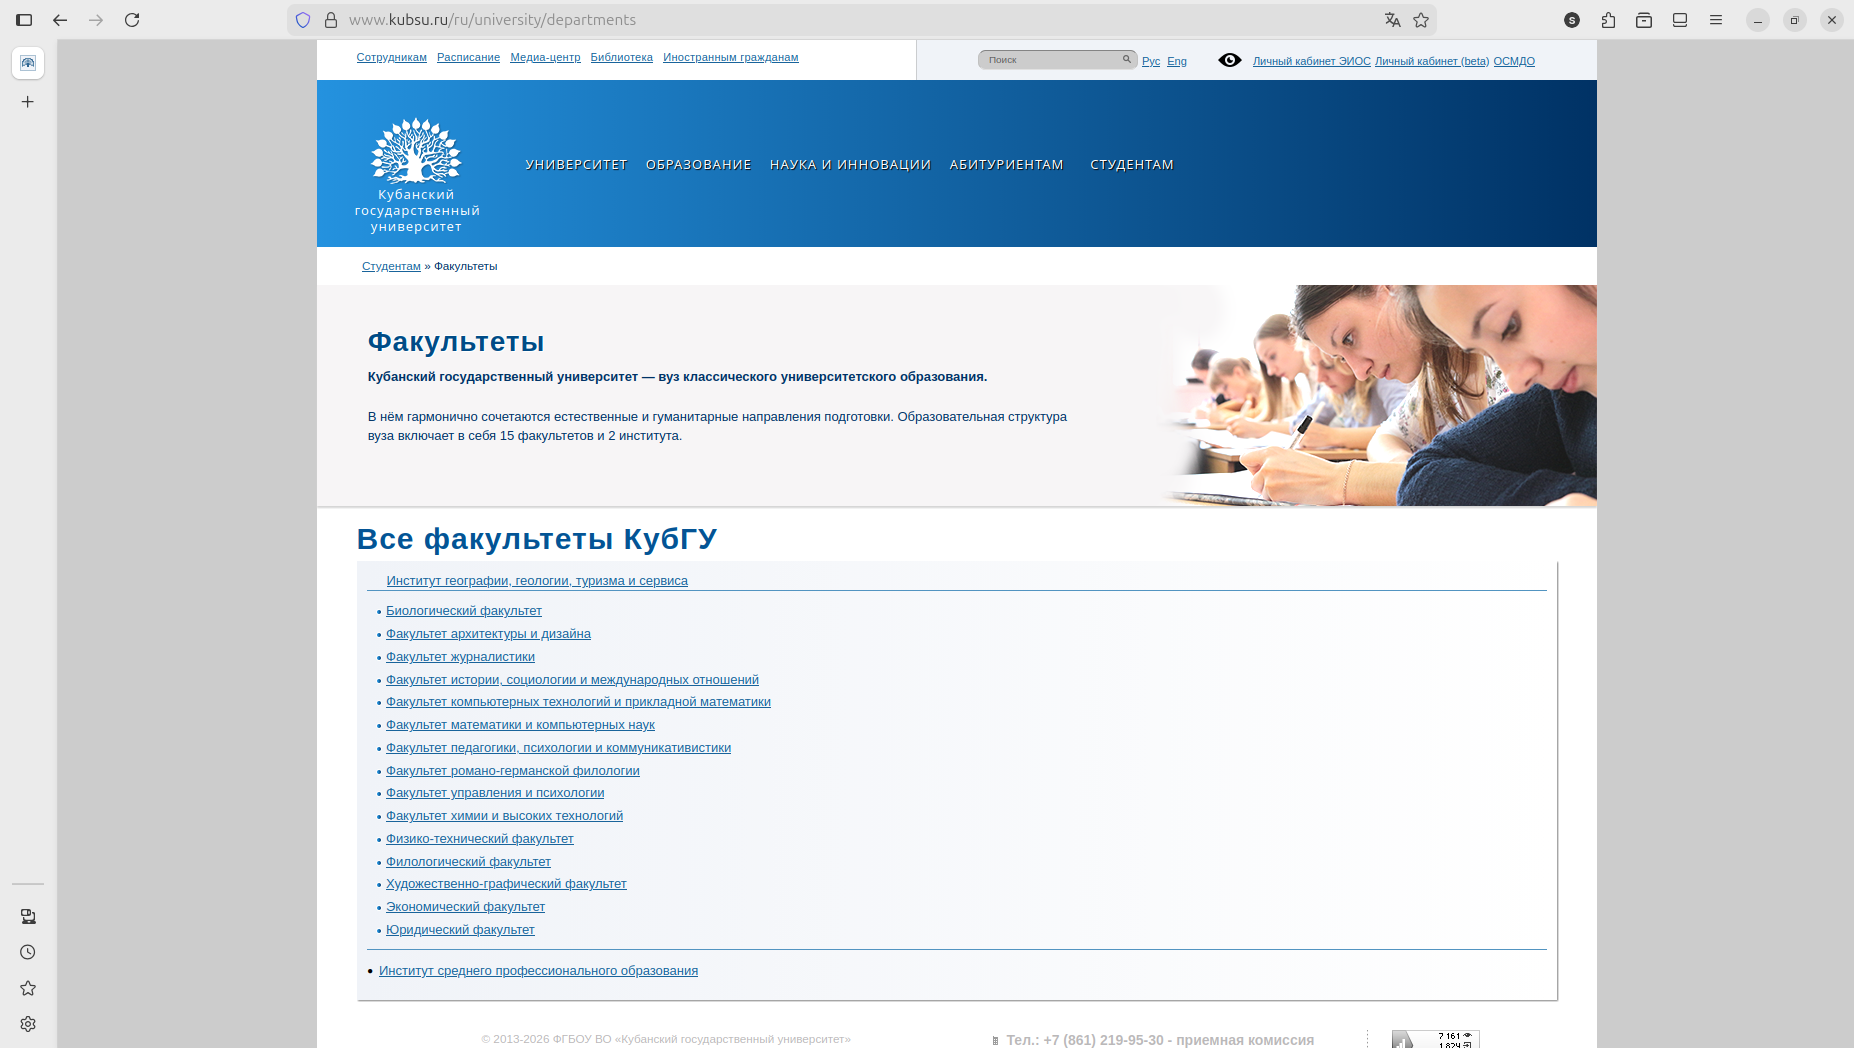 www.kubsu.ru/ru/university/departments
Сотрудникам Расписание Медиа-центр Библиотека Иностранным гражданам
Поиск Рус Eng Личный кабинет ЭИОС Личный кабинет (beta) ОСМДО
Кубанский
государственный
университет
УНИВЕРСИТЕТ ОБРАЗОВАНИЕ НАУКА И ИННОВАЦИИ АБИТУРИЕНТАМ СТУДЕНТАМ
Студентам » Факультеты
Факультеты
Кубанский государственный университет — вуз классического университетского образования.
В нём гармонично сочетаются естественные и гуманитарные направления подготовки. Образовательная структура
вуза включает в себя 15 факультетов и 2 института.
Все факультеты КубГУ
Институт географии, геологии, туризма и сервиса
• Биологический факультет
• Факультет архитектуры и дизайна
• Факультет журналистики
• Факультет истории, социологии и международных отношений
• Факультет компьютерных технологий и прикладной математики
• Факультет математики и компьютерных наук
• Факультет педагогики, психологии и коммуникативистики
• Факультет романо-германской филологии
• Факультет управления и психологии
• Факультет химии и высоких технологий
• Физико-технический факультет
• Филологический факультет
• Художественно-графический факультет
• Экономический факультет
• Юридический факультет
• Институт среднего профессионального образования
© 2013-2026 ФГБОУ ВО «Кубанский государственный университет»
Тел.: +7 (861) 219-95-30 - приемная комиссия
7 161
1 824